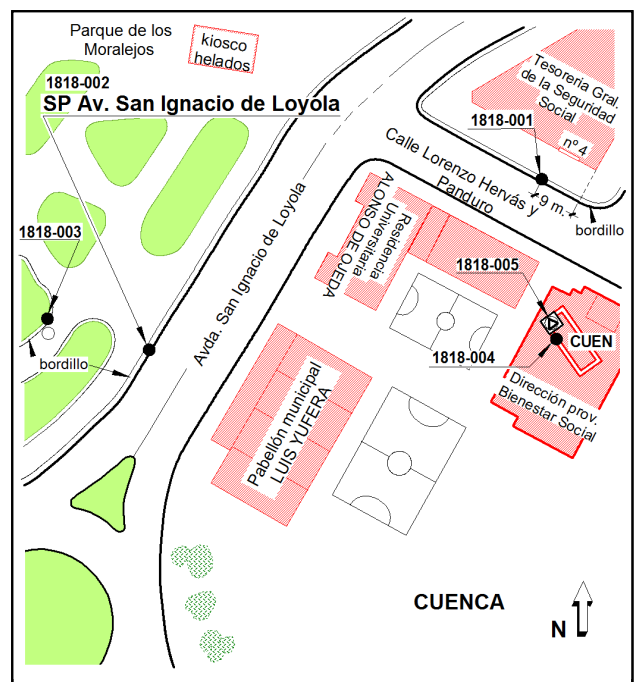 Parque de los
Moralejos
kiosco
helados
1818-002
SP Av. San Ignacio de Loyola
Tesorería Gral.
de la Seguridad
Social
nº 4
1818-001
Calle Lorenzo Hervás y
Panduro
9 m.
bordillo
1818-003
Residencia
Universitaria
ALONSO DE OJEDA
Avda. San Ignacio de Loyola
1818-005
CUEN
1818-004
bordillo
Dirección prov.
Bienestar Social
Pabellón municipal
LUIS YUFERA
CUENCA
N